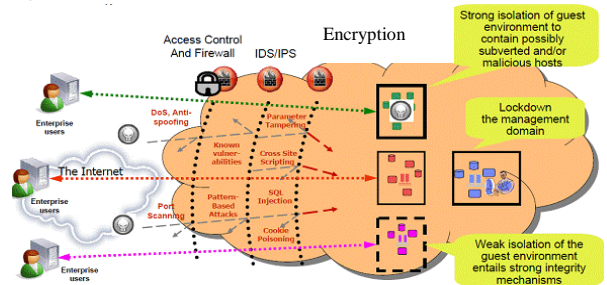 Strong isolation of guest
environment to
contain possibly
subverted and/or
malicious hosts
Access Control
And Firewall
IDS/IPS
Encryption
Enterprise
users
DoS, Anti-
spoofing
Parameter
Tampering
Lockdown
the management
domain
Known
vulner-
abilities
Cross Site
Scripting
The Internet
Enterprise
users
Port
Scanning
Pattern-
Based
Attacks
SQL
Injection
Cookie
Poisoning
Enterprise
users
Weak isolation of the
guest environment
entails strong integrity
mechanisms